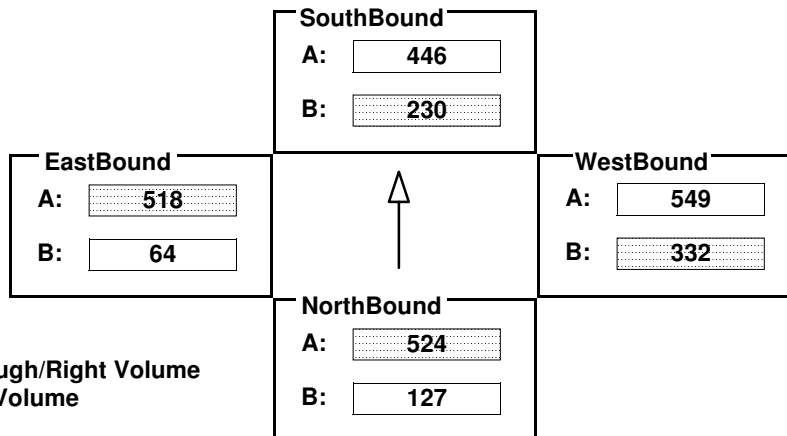 SouthBound
A: 446
B: 230
EastBound
A: 518
B: 64
WestBound
A: 549
B: 332
NorthBound
A: 524
B: 127
ugh/Right Volume
Volume